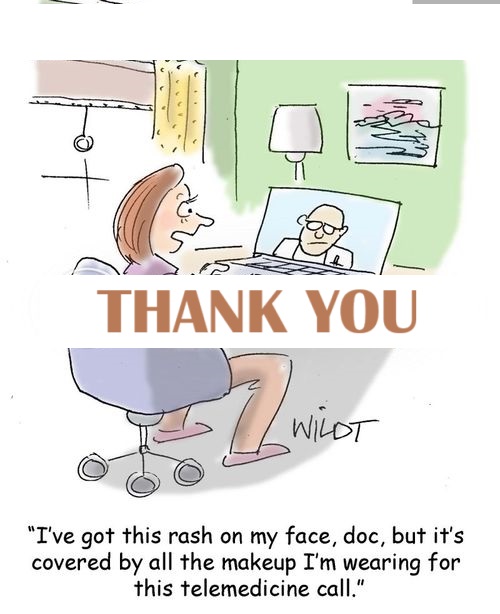 THANK YOU
WILDT
"I've got this rash on my face, doc, but it's
covered by all the makeup I'm wearing for
this telemedicine call."